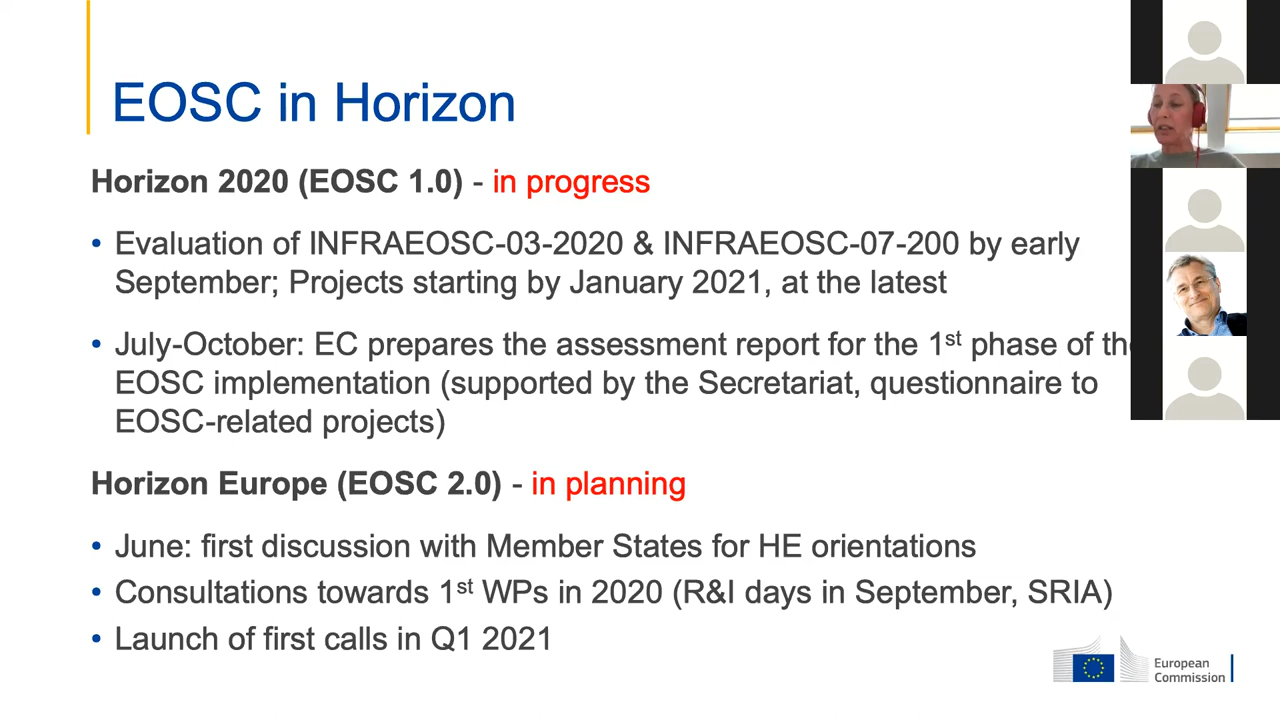 EOSC in Horizon
Horizon 2020 (EOSC 1.0) - in progress
• Evaluation of INFRAEOSC-03-2020 & INFRAEOSC-07-200 by early
September; Projects starting by January 2021, at the latest
• July-October: EC prepares the assessment report for the 1st phase of the
EOSC implementation (supported by the Secretariat, questionnaire to
EOSC-related projects)
Horizon Europe (EOSC 2.0) - in planning
• June: first discussion with Member States for HE orientations
• Consultations towards 1st WPs in 2020 (R&I days in September, SRIA)
• Launch of first calls in Q1 2021
European
Commission